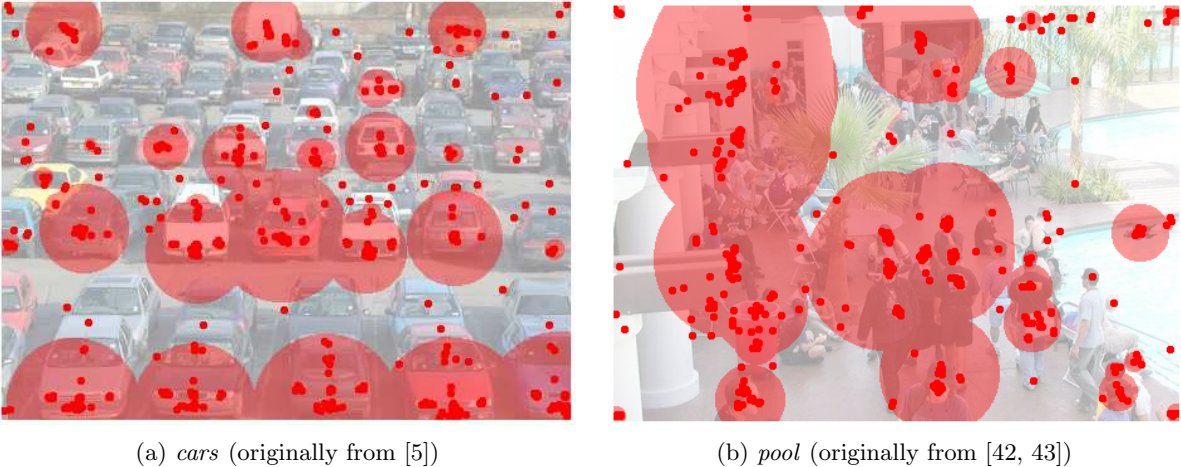 (a) cars (originally from [5])
(b) pool (originally from [42, 43])